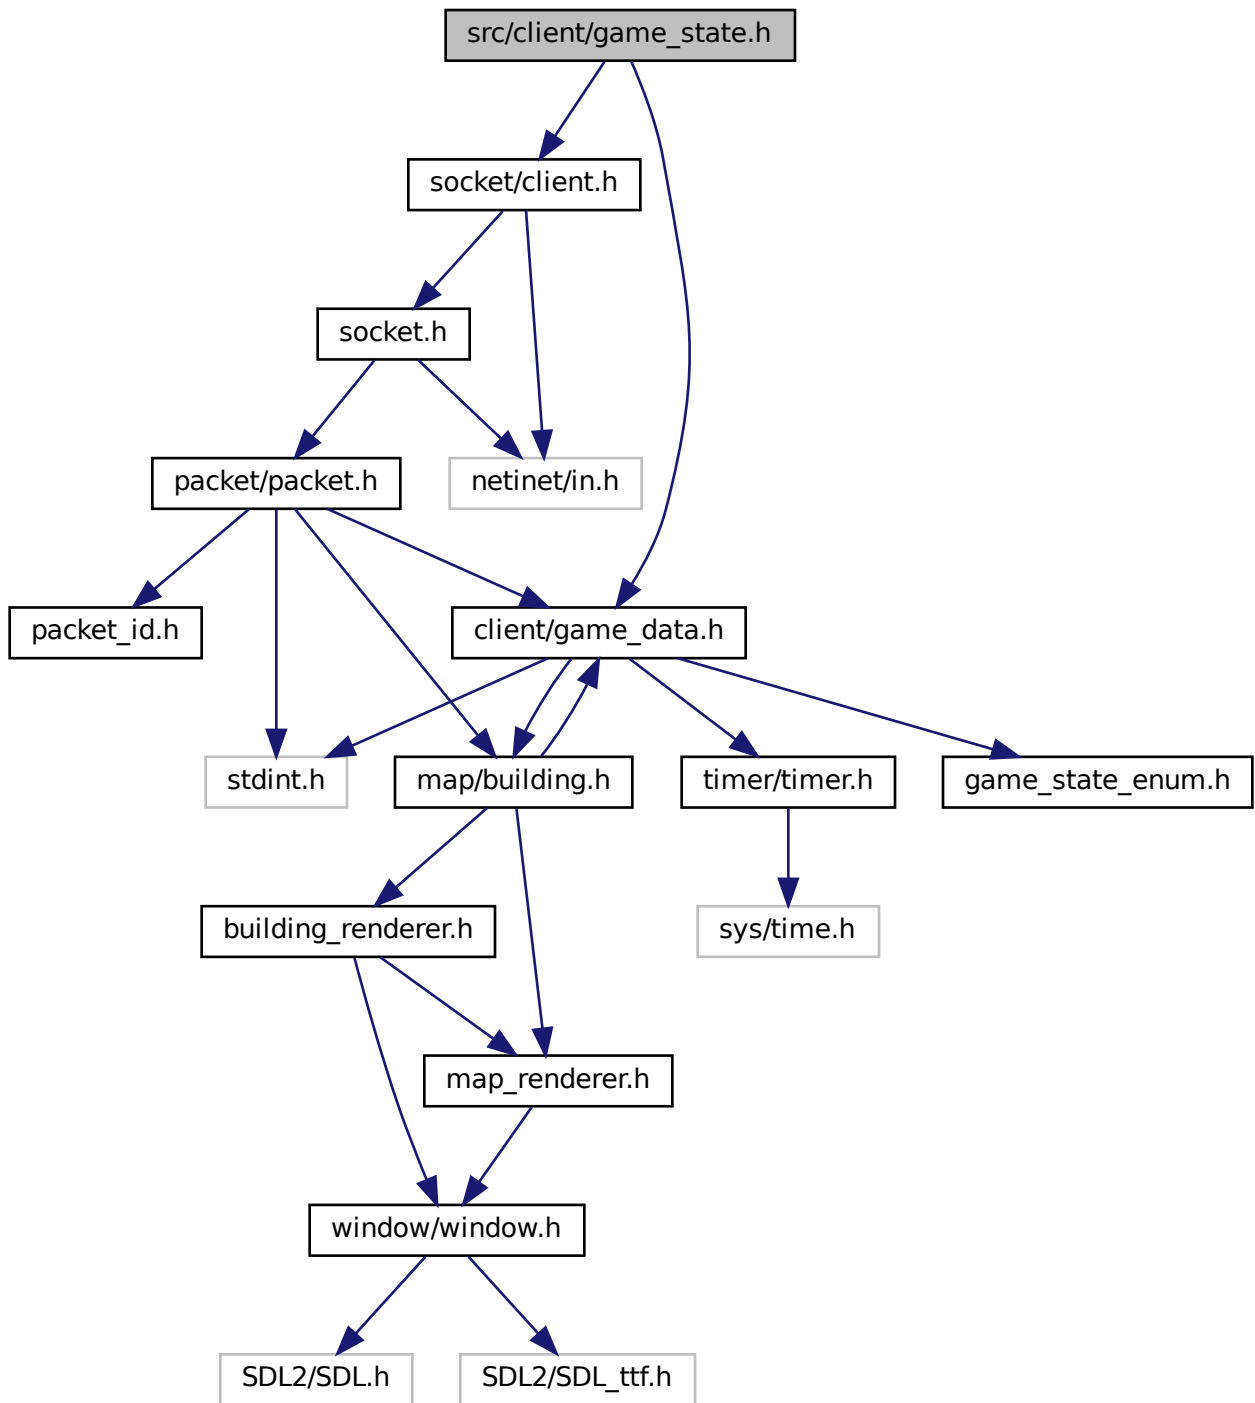 src/client/game_state.h
socket/client.h
socket.h
packet/packet.h
netinet/in.h
packet_id.h
client/game_data.h
stdint.h
map/building.h
timer/timer.h
game_state_enum.h
building_renderer.h
sys/time.h
map_renderer.h
window/window.h
SDL2/SDL.h
SDL2/SDL_ttf.h